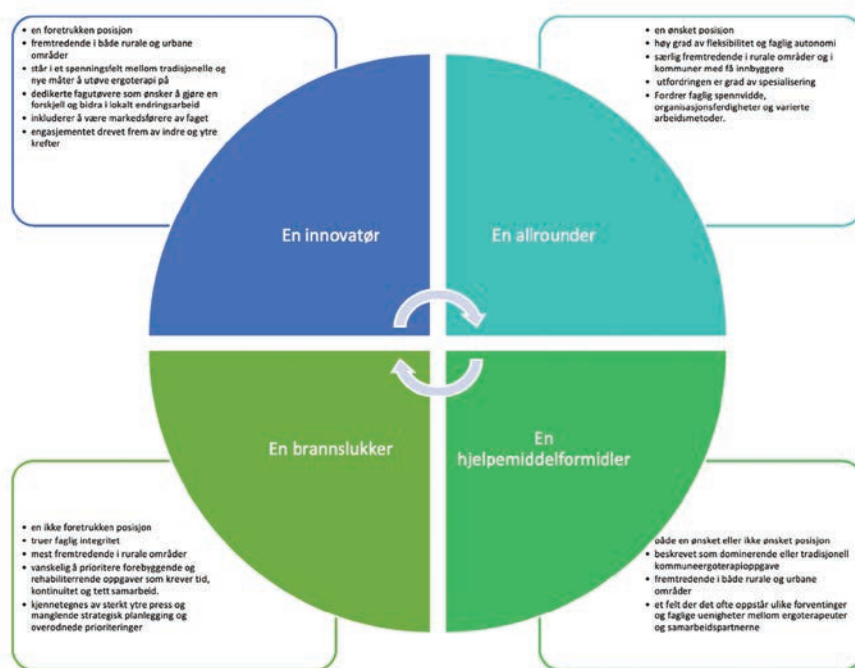 • en foretrukken posisjon
• fremtredende i både rurale og urbane
områder
• står i et spenningsfelt mellom tradisjonelle og
nye måter å utøve ergoterapi på
• dedikerte fagutøvere som ønsker å gjøre en
forskjell og bidra i lokalt endringsarbeid
• inkluderer å være markedsførere av faget
• engasjementet drevet frem av indre og ytre
krefter
• en ønsket posisjon
• høy grad av fleksibilitet og faglig autonomi
• særlig fremtredende i rurale områder og i
kommuner med få innbyggere
• utfordringen er grad av spesialisering
• Fordrer faglig spennvidde,
organisasjonsferdigheter og varierte
arbeidsmetoder.
En innovatør
En allrounder
En brannslukker
En
hjelpemiddelformidler
• en ikke foretrukken posisjon
• truer faglig integritet
• mest fremtredende i rurale områder
• vanskelig å prioritere forebyggende og
rehabiliterrende oppgaver som krever tid,
kontinuitet og tett samarbeid.
• kjennetegnes av sterkt ytre press og
manglende strategisk planlegging og
overodnede prioriteringer
både en ønsket eller ikke ønsket posisjon
• beskrevet som dominerende eller tradisjonell
kommuneergoterapioppgave
• fremtredende i både rurale og urbane
områder
• et felt der det ofte oppstår ulike forventinger
og faglige uenigheter mellom ergoterapeuter
og samarbeidspartnerne